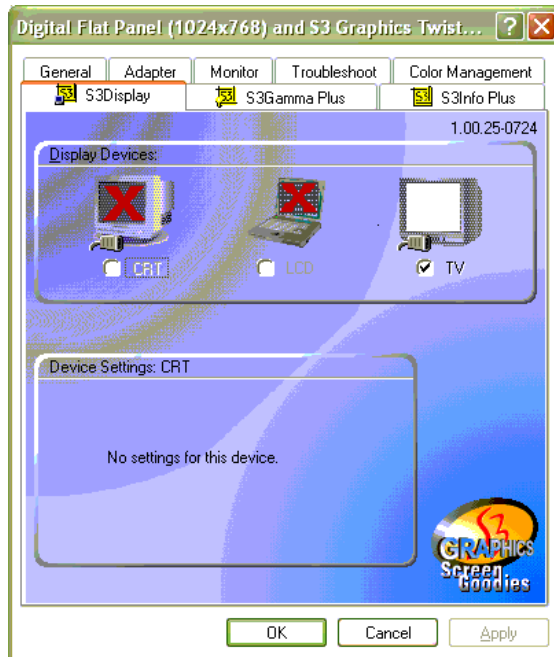 Digital Flat Panel (1024x768) and S3 Graphics Twist...
General Adapter Monitor Troubleshoot Color Management
S3Display S3Gamma Plus S3Info Plus
1.00.25-0724
Display Devices:
CRT LCD TV
Device Settings: CRT
No settings for this device.
S3
GRAPHICS
Screen
Goodies
OK Cancel Apply